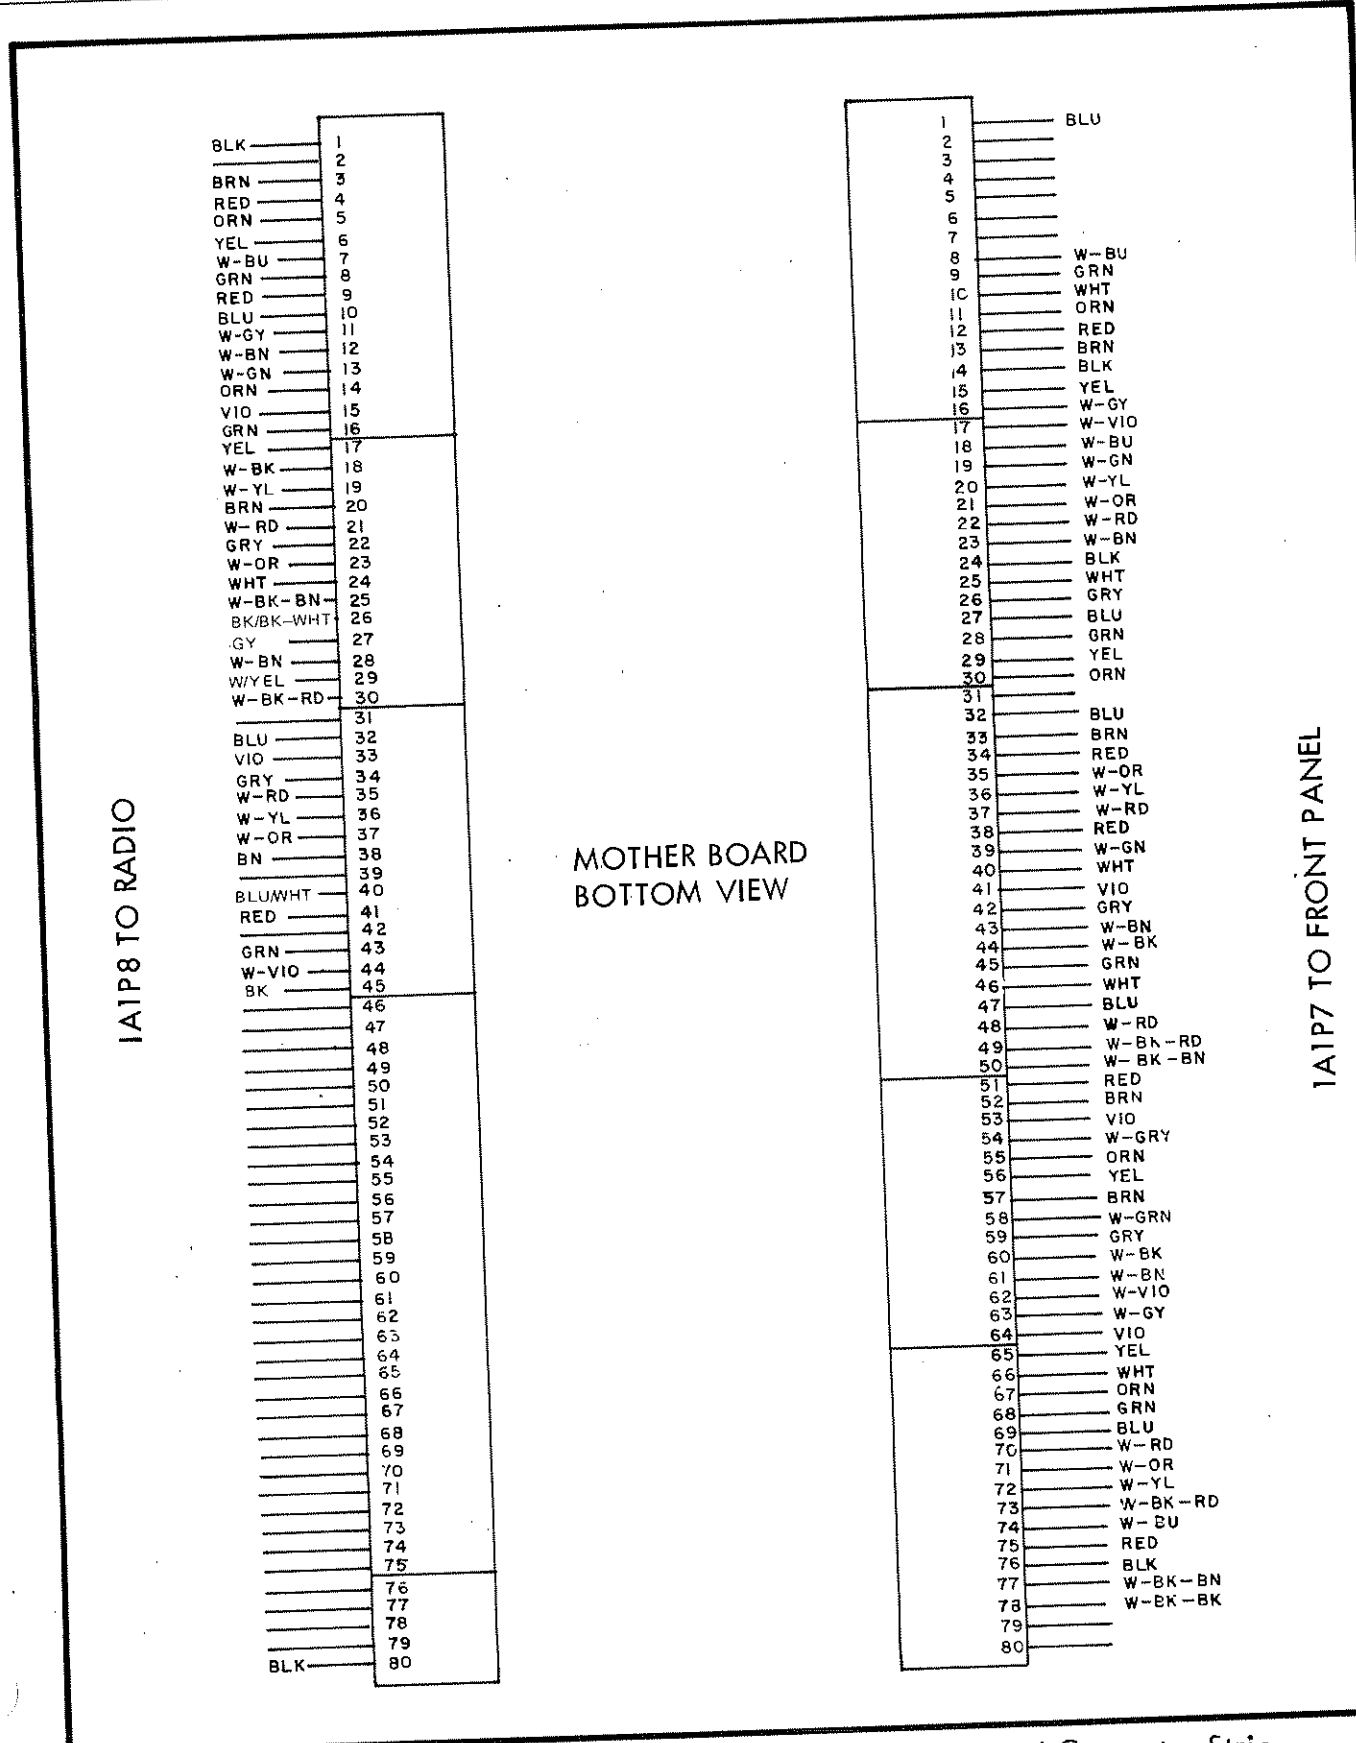 BLK 1
2
BRN 3
RED 4
ORN 5
YEL 6
W-BU 7
GRN 8
RED 9
BLU 10
W-GY 11
W-BN 12
W-GN 13
ORN 14
VIO 15
GRN 16
YEL 17
W-BK 18
W-YL 19
BRN 20
W-RD 21
GRY 22
W-OR 23
WHT 24
W-BK-BN 25
BK/BK-WHT 26
GY 27
W-BN 28
W/YEL 29
W-BK-RD 30
31
BLU 32
VIO 33
GRY 34
W-RD 35
W-YL 36
W-OR 37
BN 38
39
BLU/WHT 40
RED 41
42
GRN 43
W-VIO 44
BK 45
46
47
48
49
50
51
52
53
54
55
56
57
58
59
60
61
62
63
64
65
66
67
68
69
70
71
72
73
74
75
76
77
78
79
BLK 80
1A1P8 TO RADIO
MOTHER BOARD
BOTTOM VIEW
1 BLU
2
3
4
5
6
7
8 W-BU
9 GRN
10 WHT
11 ORN
12 RED
13 BRN
14 BLK
15 YEL
16 W-GY
17 W-VIO
18 W-BU
19 W-GN
20 W-YL
21 W-OR
22 W-RD
23 W-BN
24 BLK
25 WHT
26 GRY
27 BLU
28 GRN
29 YEL
30 ORN
31
32 BLU
33 BRN
34 RED
35 W-OR
36 W-YL
37 W-RD
38 RED
39 W-GN
40 WHT
41 VIO
42 GRY
43 W-BN
44 W-BK
45 GRN
46 WHT
47 BLU
48 W-RD
49 W-BK-RD
50 W-BK-BN
51 RED
52 BRN
53 VIO
54 W-GRY
55 ORN
56 YEL
57 BRN
58 W-GRN
59 GRY
60 W-BK
61 W-BN
62 W-VIO
63 W-GY
64 VIO
65 YEL
66 WHT
67 ORN
68 GRN
69 BLU
70 W-RD
71 W-OR
72 W-YL
73 W-BK-RD
74 W-BU
75 RED
76 BLK
77 W-BK-BN
78 W-BK-BK
79
80
1A1P7 TO FRONT PANEL